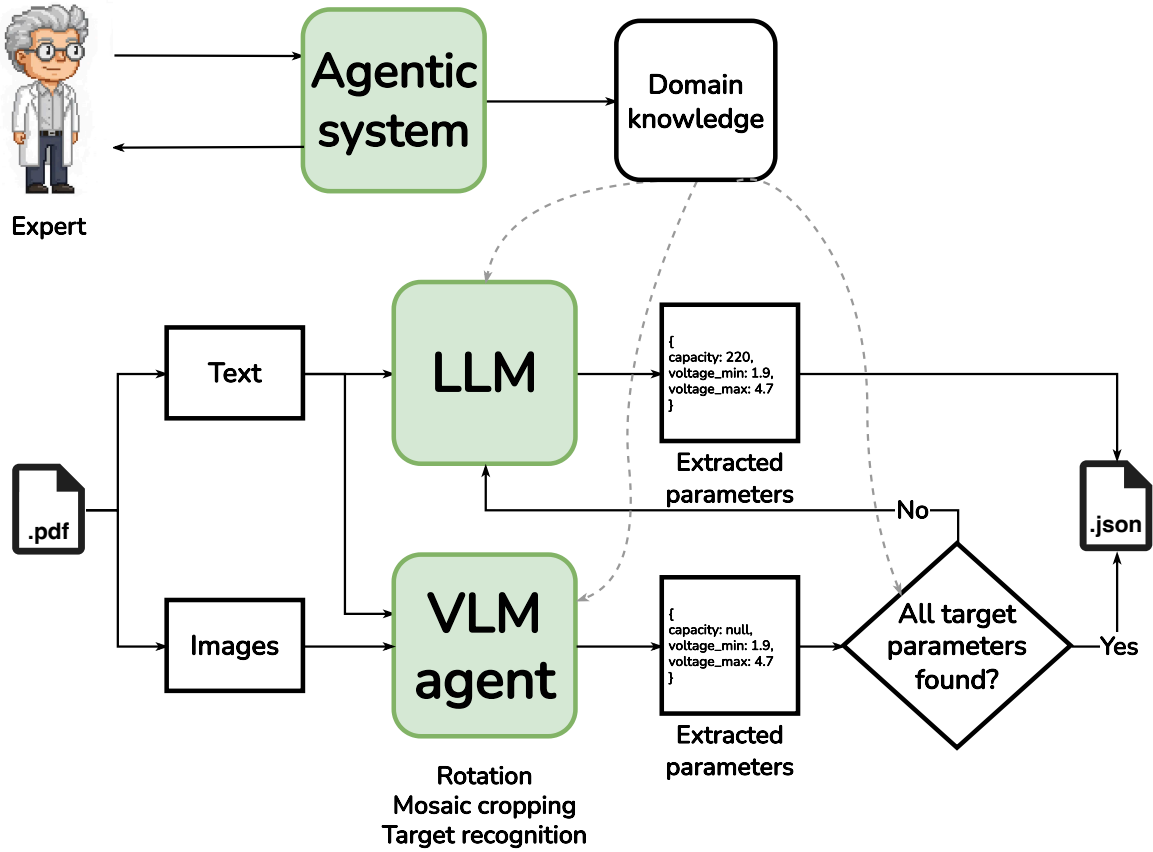 Agentic
system
Domain
knowledge
Expert
Text
LLM
{
capacity: 220,
voltage_min: 1.9,
voltage_max: 4.7
}
Extracted
parameters
.pdf
No
.json
Images
VLM
agent
{
capacity: null,
voltage_min: 1.9,
voltage_max: 4.7
}
All target
parameters
found?
Yes
Extracted
parameters
Rotation
Mosaic cropping
Target recognition